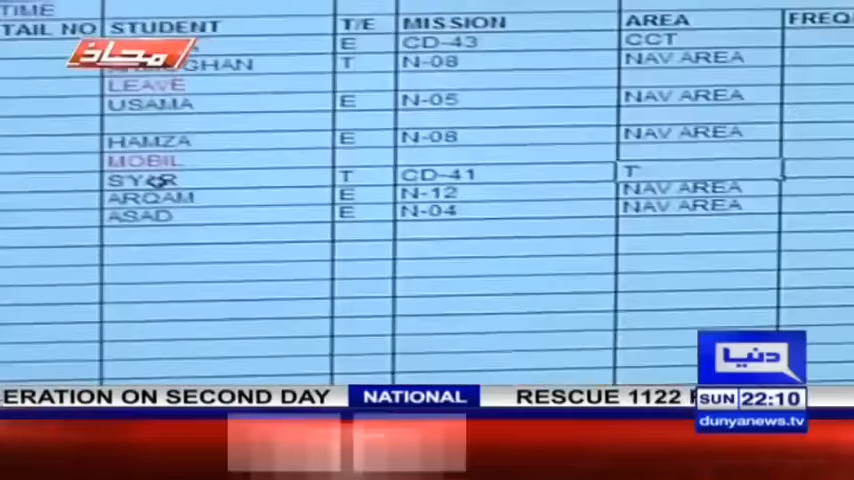 TIME
TAIL NO STUDENT T/E MISSION AREA FREQ
محاذ
E CD-43 CCT
T N-08 NAV AREA
LEAVE
USAMA E N-05 NAV AREA
HAMZA E N-08 NAV AREA
MOBIL
T CD-41 T
ARQAM E N-12 NAV AREA
ASAD E N-04 NAV AREA
دنیا
ERATION ON SECOND DAY NATIONAL RESCUE 1122
SUN 22:10
dunyanews.tv